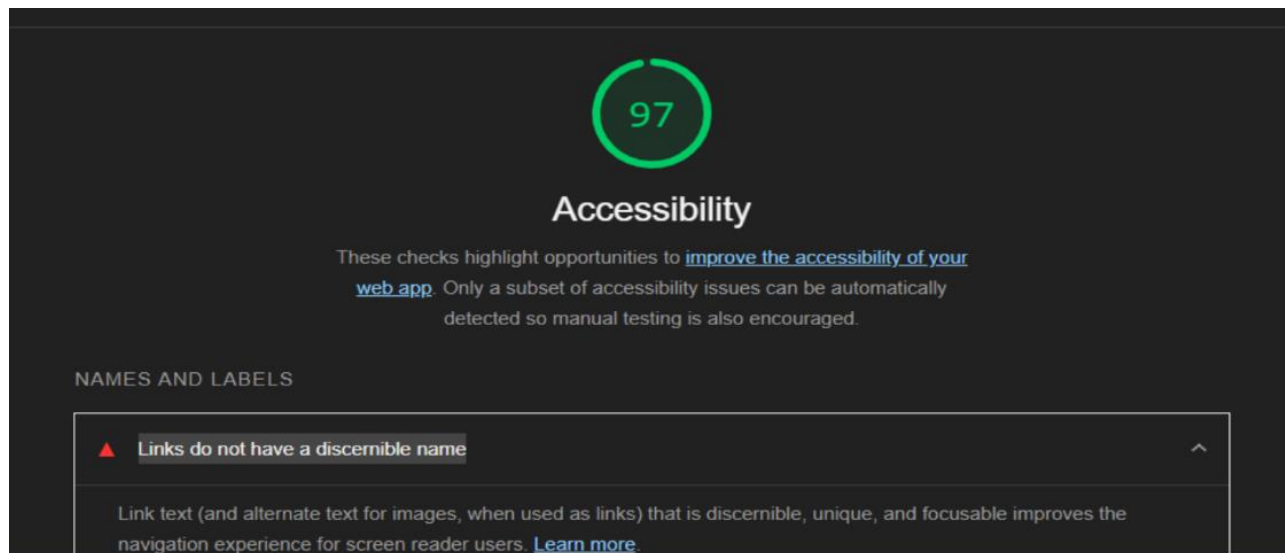 97
Accessibility
These checks highlight opportunities to improve the accessibility of your
web app. Only a subset of accessibility issues can be automatically
detected so manual testing is also encouraged.
NAMES AND LABELS
Links do not have a discernible name
Link text (and alternate text for images, when used as links) that is discernible, unique, and focusable improves the
navigation experience for screen reader users. Learn more.